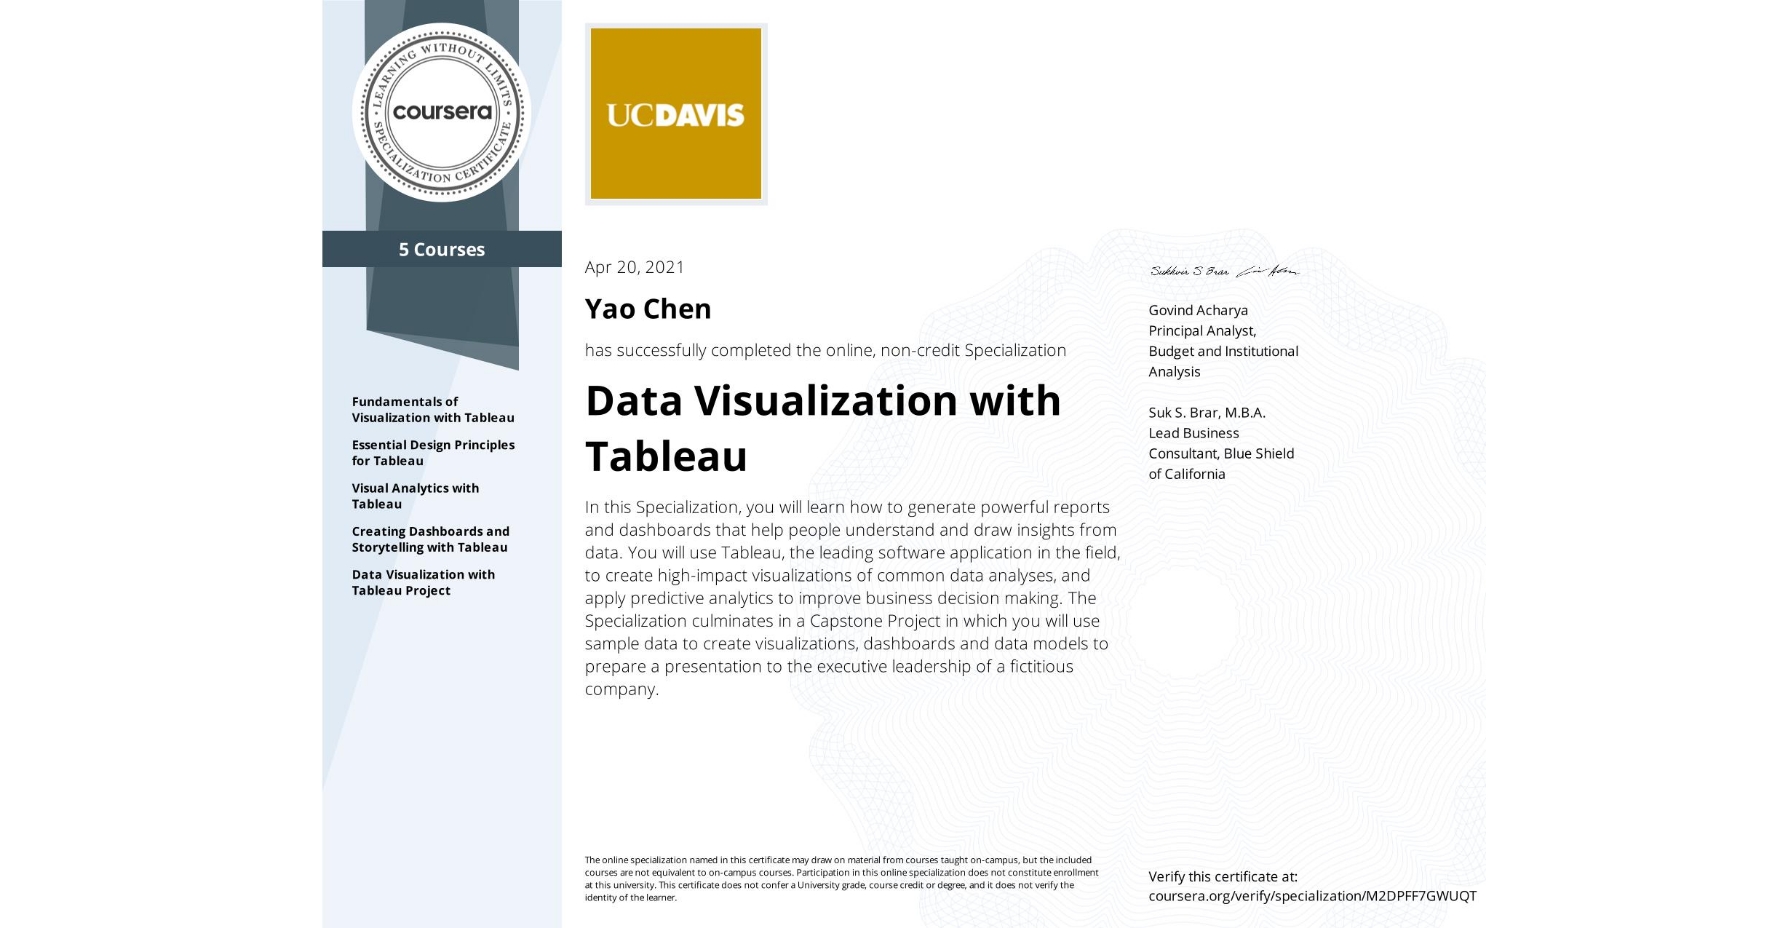 LEARNING WITHOUT LIMITS
coursera
SPECIALIZATION CERTIFICATE
5 Courses
Fundamentals of
Visualization with Tableau
Essential Design Principles
for Tableau
Visual Analytics with
Tableau
Creating Dashboards and
Storytelling with Tableau
Data Visualization with
Tableau Project
UCDAVIS
Apr 20, 2021
Yao Chen
has successfully completed the online, non-credit Specialization
Data Visualization with
Tableau
In this Specialization, you will learn how to generate powerful reports
and dashboards that help people understand and draw insights from
data. You will use Tableau, the leading software application in the field,
to create high-impact visualizations of common data analyses, and
apply predictive analytics to improve business decision making. The
Specialization culminates in a Capstone Project in which you will use
sample data to create visualizations, dashboards and data models to
prepare a presentation to the executive leadership of a fictitious
company.
The online specialization named in this certificate may draw on material from courses taught on-campus, but the included
courses are not equivalent to on-campus courses. Participation in this online specialization does not constitute enrollment
at this university. This certificate does not confer a University grade, course credit or degree, and it does not verify the
identity of the learner.
Sukhvir S Brar
Govind Acharya
Principal Analyst,
Budget and Institutional
Analysis
Suk S. Brar, M.B.A.
Lead Business
Consultant, Blue Shield
of California
Verify this certificate at:
coursera.org/verify/specialization/M2DPFF7GWUQT